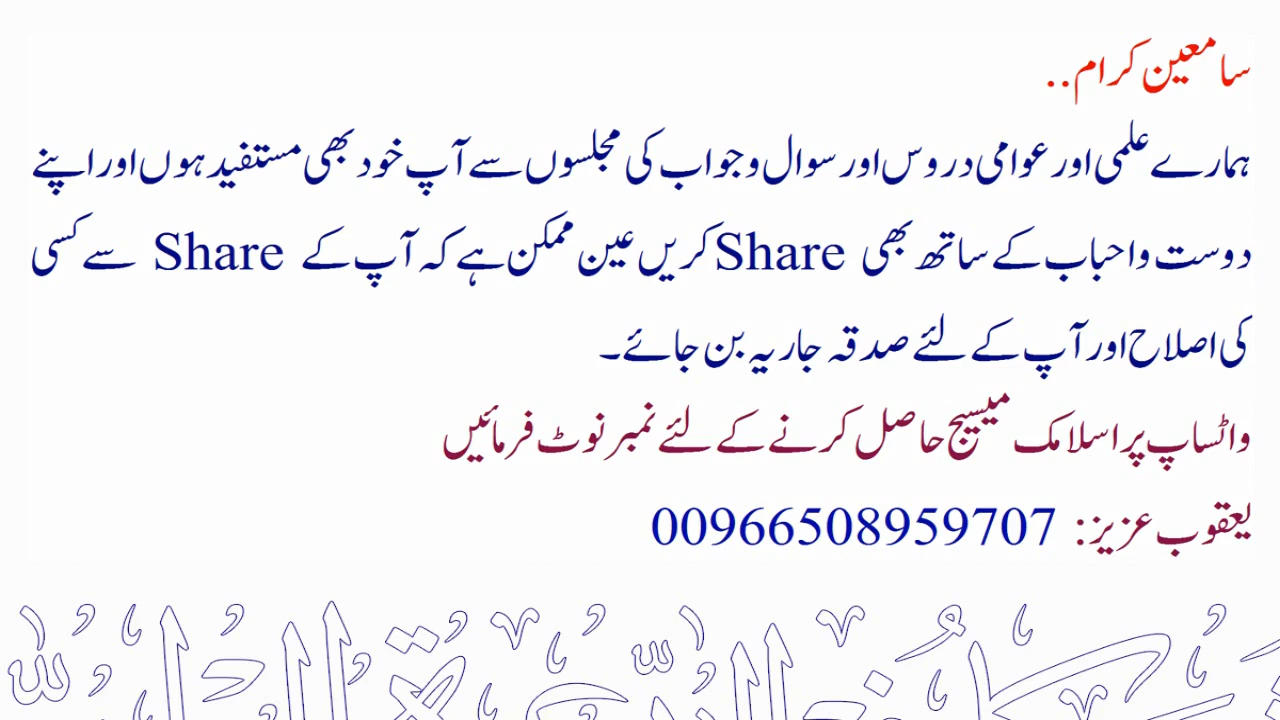 سامعین کرام..
ہمارے علمی اور عوامی دروس اور سوال وجواب کی مجلسوں سے آپ خود بھی مستفید ہوں اور اپنے
دوست واحباب کے ساتھ بھی Share کریں عین ممکن ہے کہ آپ کے Share سے کسی
کی اصلاح اور آپ کے لئے صدقہ جاریہ بن جائے۔
واٹساپ پر اسلامک میسیج حاصل کرنے کے لئے نمبر نوٹ فرمائیں
یعقوب عزیز: 00966508959707